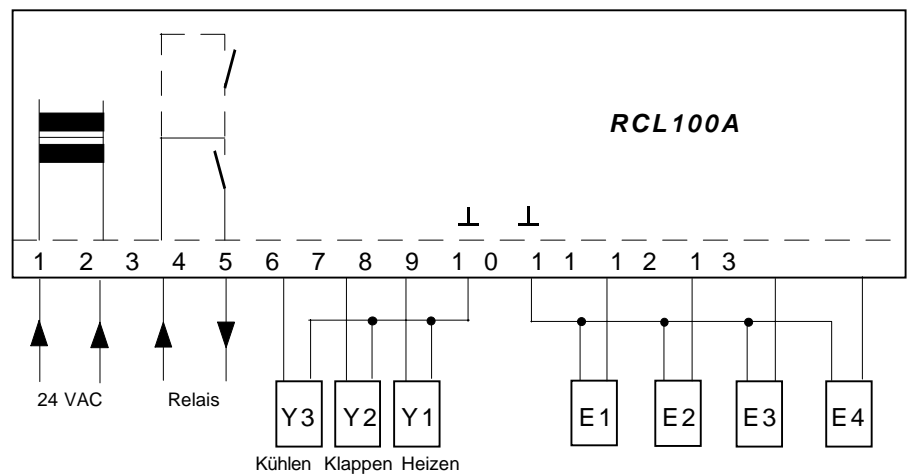 RCL100A
1 2 3 4 5 6 7 8 9 1 0 1 1 1 2 1 3
24 VAC Relais Y3 Y2 Y1 E1 E2 E3 E4
Kühlen Klappen Heizen